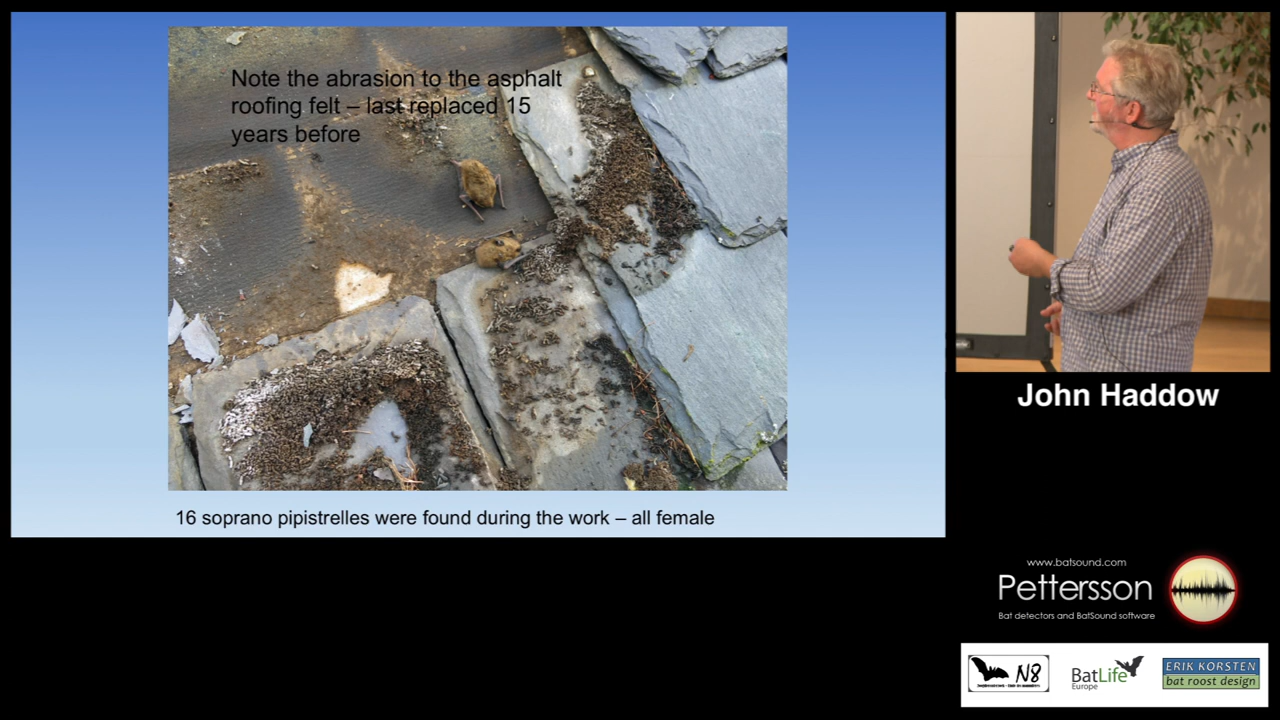 Note the abrasion to the asphalt
roofing felt – last replaced 15
years before
16 soprano pipistrelles were found during the work – all female
John Haddow
www.batsound.com
Pettersson
Bat detectors and BatSound software
N8
BatLife
Europe
ERIK KORSTEN
bat roost design